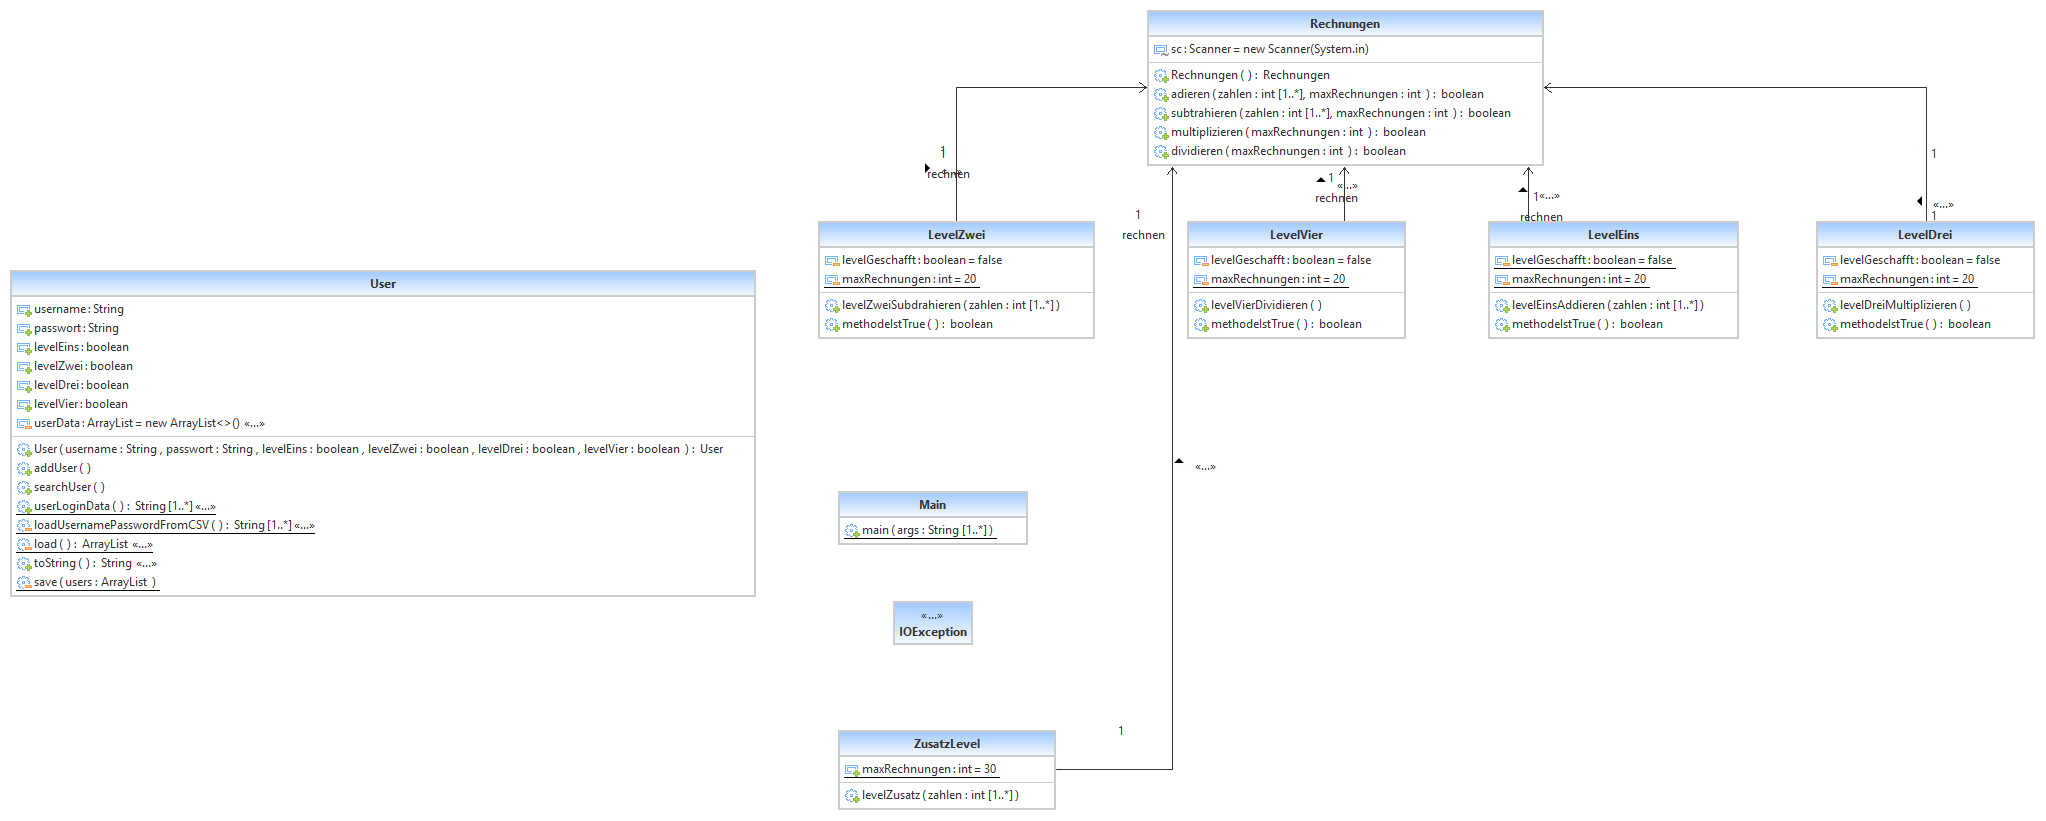 Rechnungen
sc : Scanner = new Scanner(System.in)
Rechnungen ( ) : Rechnungen
adieren ( zahlen : int [1..*], maxRechnungen : int ) : boolean
subtrahieren ( zahlen : int [1..*], maxRechnungen : int ) : boolean
multiplizieren ( maxRechnungen : int ) : boolean
dividieren ( maxRechnungen : int ) : boolean
1
«...»
rechnen
1
rechnen
1
«...»
rechnen
1 «...»
rechnen
1
«...»
1
LevelZwei
levelGeschafft : boolean = false
maxRechnungen : int = 20
levelZweiSubdrahieren ( zahlen : int [1..*] )
methodeIstTrue ( ) : boolean
LevelVier
levelGeschafft : boolean = false
maxRechnungen : int = 20
levelVierDividieren ( )
methodeIstTrue ( ) : boolean
LevelEins
levelGeschafft : boolean = false
maxRechnungen : int = 20
levelEinsAddieren ( zahlen : int [1..*] )
methodeIstTrue ( ) : boolean
LevelDrei
levelGeschafft : boolean = false
maxRechnungen : int = 20
levelDreiMultiplizieren ( )
methodeIstTrue ( ) : boolean
User
username : String
passwort : String
levelEins : boolean
levelZwei : boolean
levelDrei : boolean
levelVier : boolean
userData : ArrayList = new ArrayList<>() «...»
User ( username : String , passwort : String , levelEins : boolean , levelZwei : boolean , levelDrei : boolean , levelVier : boolean ) : User
addUser ( )
searchUser ( )
userLoginData ( ) : String [1..*] «...»
loadUsernamePasswordFromCSV ( ) : String [1..*] «...»
load ( ) : ArrayList «...»
toString ( ) : String «...»
save ( users : ArrayList )
«...»
Main
main ( args : String [1..*] )
«...»
IOException
1
ZusatzLevel
maxRechnungen : int = 30
levelZusatz ( zahlen : int [1..*] )